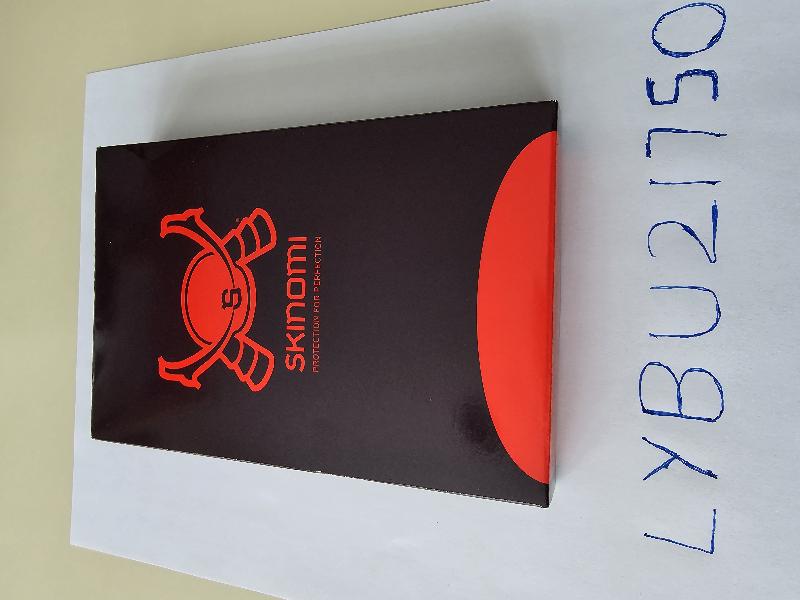 S
SKINOMI
PROTECTION FOR PERFECTION
LYBU21750